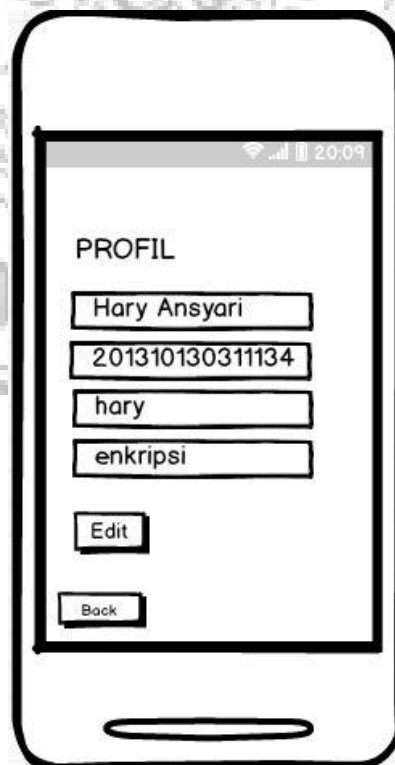 20:09
PROFIL
Hary Ansyari
201310130311134
hary
enkripsi
Edit
Back